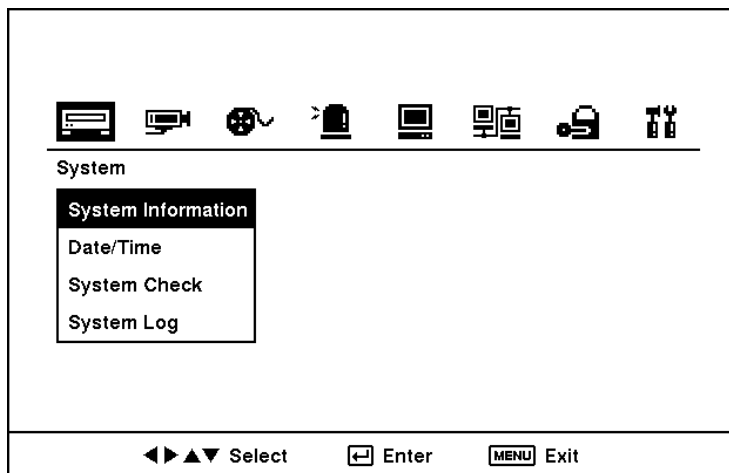 System
System Information
Date/Time
System Check
System Log
Select Enter MENU Exit